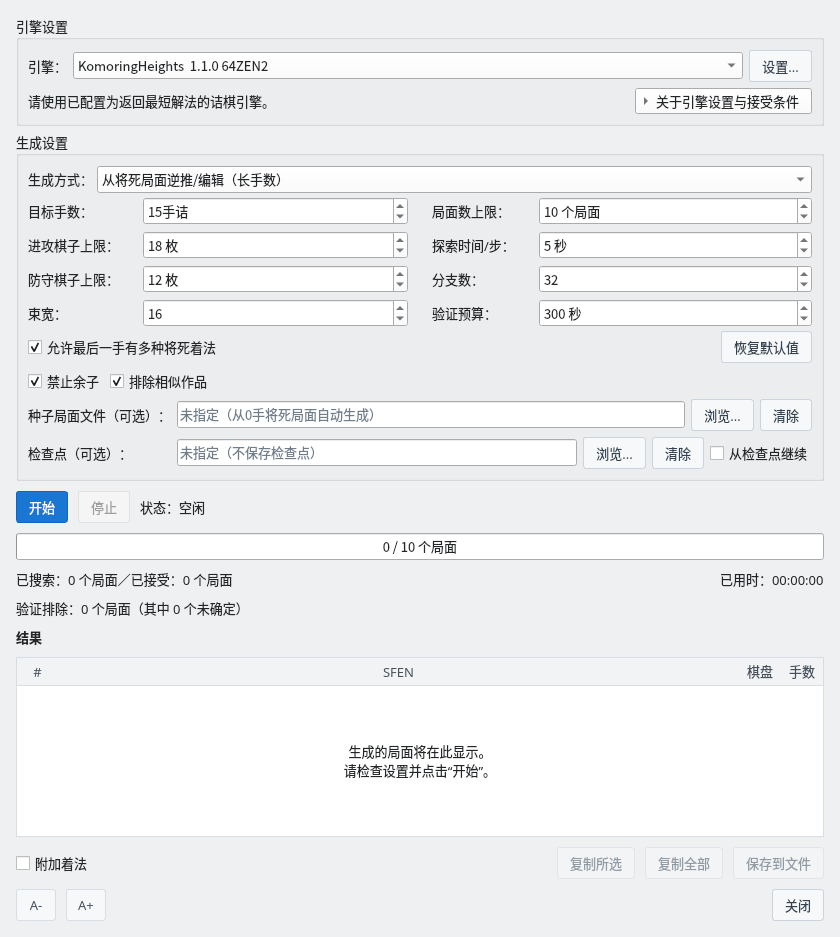 引擎设置
引擎： KomoringHeights 1.1.0 64ZEN2 设置...
请使用已配置为返回最短解法的诘棋引擎。 关于引擎设置与接受条件
生成设置
生成方式： 从将死局面逆推/编辑（长手数）
目标手数： 15手诘 局面数上限： 10 个局面
进攻棋子上限： 18 枚 探索时间/步： 5 秒
防守棋子上限： 12 枚 分支数： 32
束宽： 16 验证预算： 300 秒
允许最后一手有多种将死着法 恢复默认值
禁止余子 排除相似作品
种子局面文件（可选）： 未指定（从0手将死局面自动生成） 浏览... 清除
检查点（可选）： 未指定（不保存检查点） 浏览... 清除 从检查点继续
开始 停止 状态：空闲
0 / 10 个局面
已搜索：0 个局面／已接受：0 个局面 已用时：00:00:00
验证排除：0 个局面（其中 0 个未确定）
结果
# SFEN 棋盘 手数
生成的局面将在此显示。
请检查设置并点击“开始”。
附加着法 复制所选 复制全部 保存到文件
A- A+ 关闭